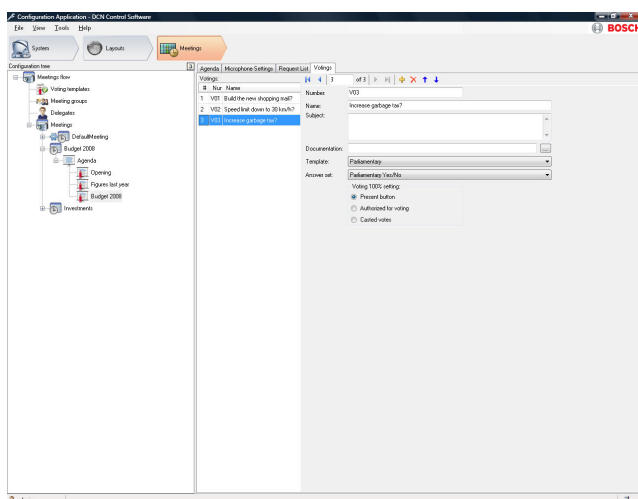 Configuration Application - DCN Control Software
File View Tools Help
BOSCH
System
Layouts
Meetings
Configuration tree
Meetings flow
Voting templates
Meeting groups
Delegates
Meetings
DefaultMeeting
Budget 2008
Agenda
Opening
Figures last year
Budget 2008
Investments
Agenda Microphone Settings Request List Votings
Votings:
# Nur Name
1 V01 Build the new shopping mall?
2 V02 Speed limit down to 30 km/h?
3 V03 Increase garbage tax?
3 of 3
Number: V03
Name: Increase garbage tax?
Subject:
Documentation: ...
Template: Parliamentary
Answer set: Parliamentary Yes/No
Voting 100% setting:
Present button
Authorized for voting
Casted votes